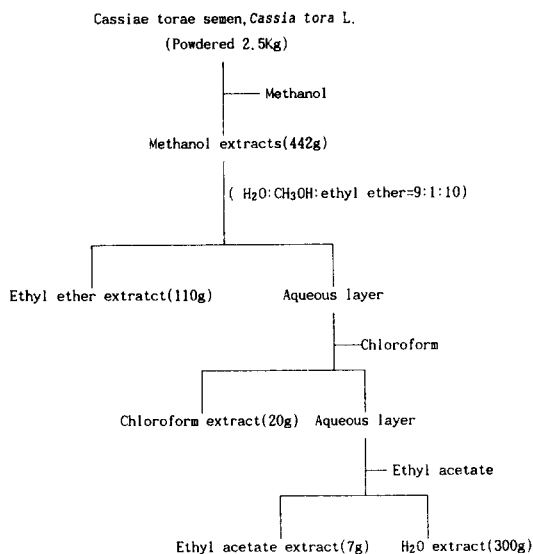 Cassiae torae semen, Cassia tora L.
(Powdered 2.5Kg)
Methanol
Methanol extracts(442g)
( H₂O:CH₃OH:ethyl ether=9:1:10)
Ethyl ether extratct(110g) Aqueous layer
Chloroform
Chloroform extract(20g) Aqueous layer
Ethyl acetate
Ethyl acetate extract(7g) H₂O extract(300g)